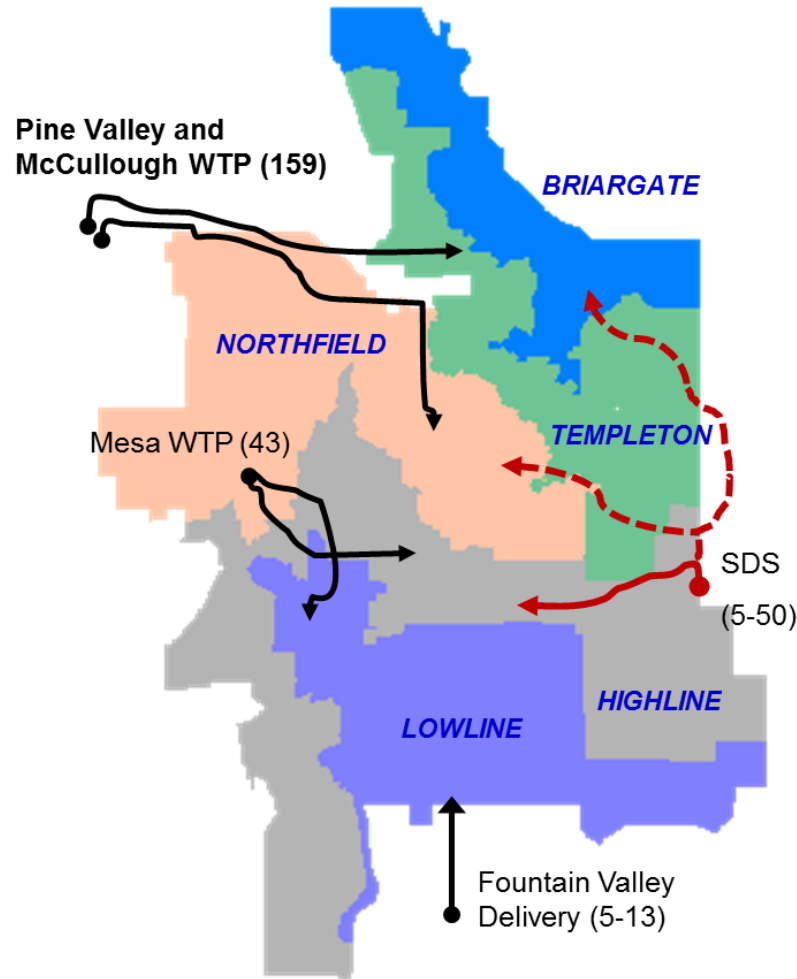 Pine Valley and
McCullough WTP (159)
BRIARGATE
NORTHFIELD
Mesa WTP (43)
TEMPLETON
SDS
(5-50)
HIGHLINE
LOWLINE
Fountain Valley
Delivery (5-13)